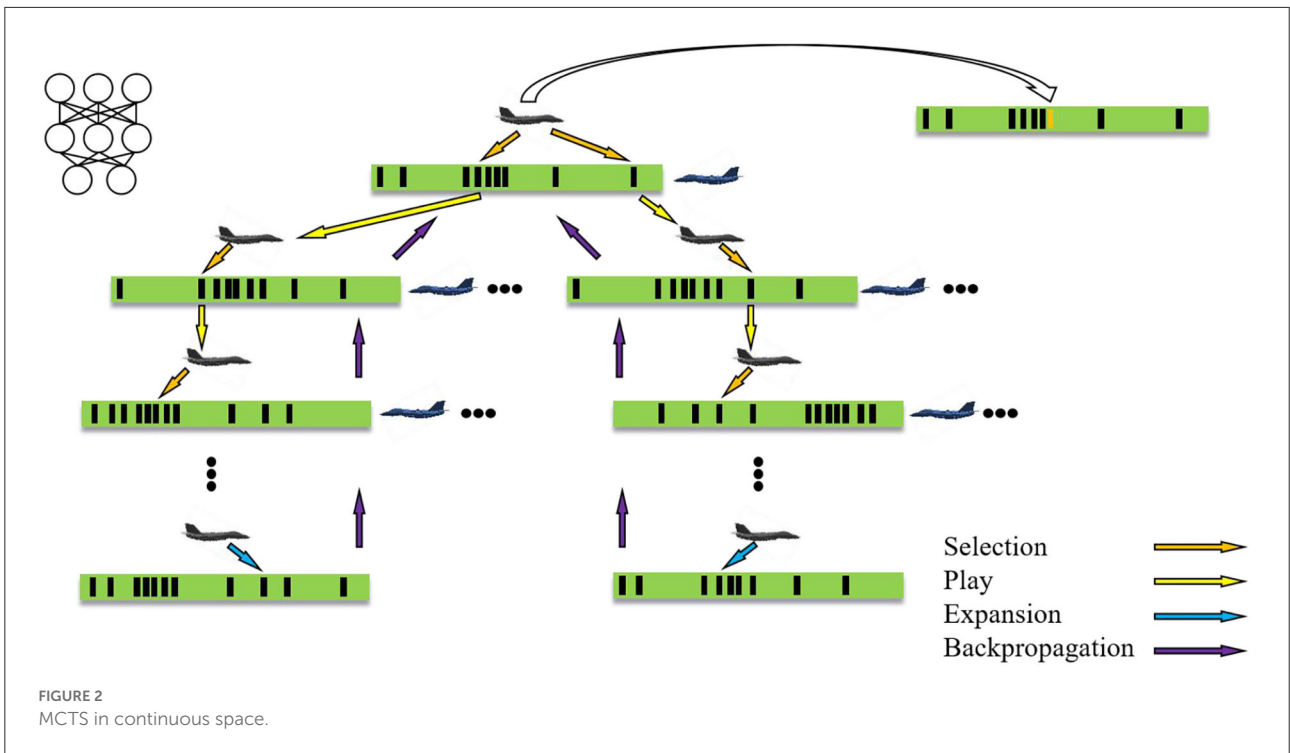 Selection
Play
Expansion
Backpropagation
FIGURE 2
MCTS in continuous space.